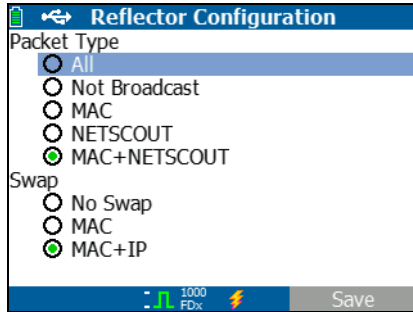 Reflector Configuration
Packet Type
All
Not Broadcast
MAC
NETSCOUT
MAC+NETSCOUT
Swap
No Swap
MAC
MAC+IP
1000
FDx
Save